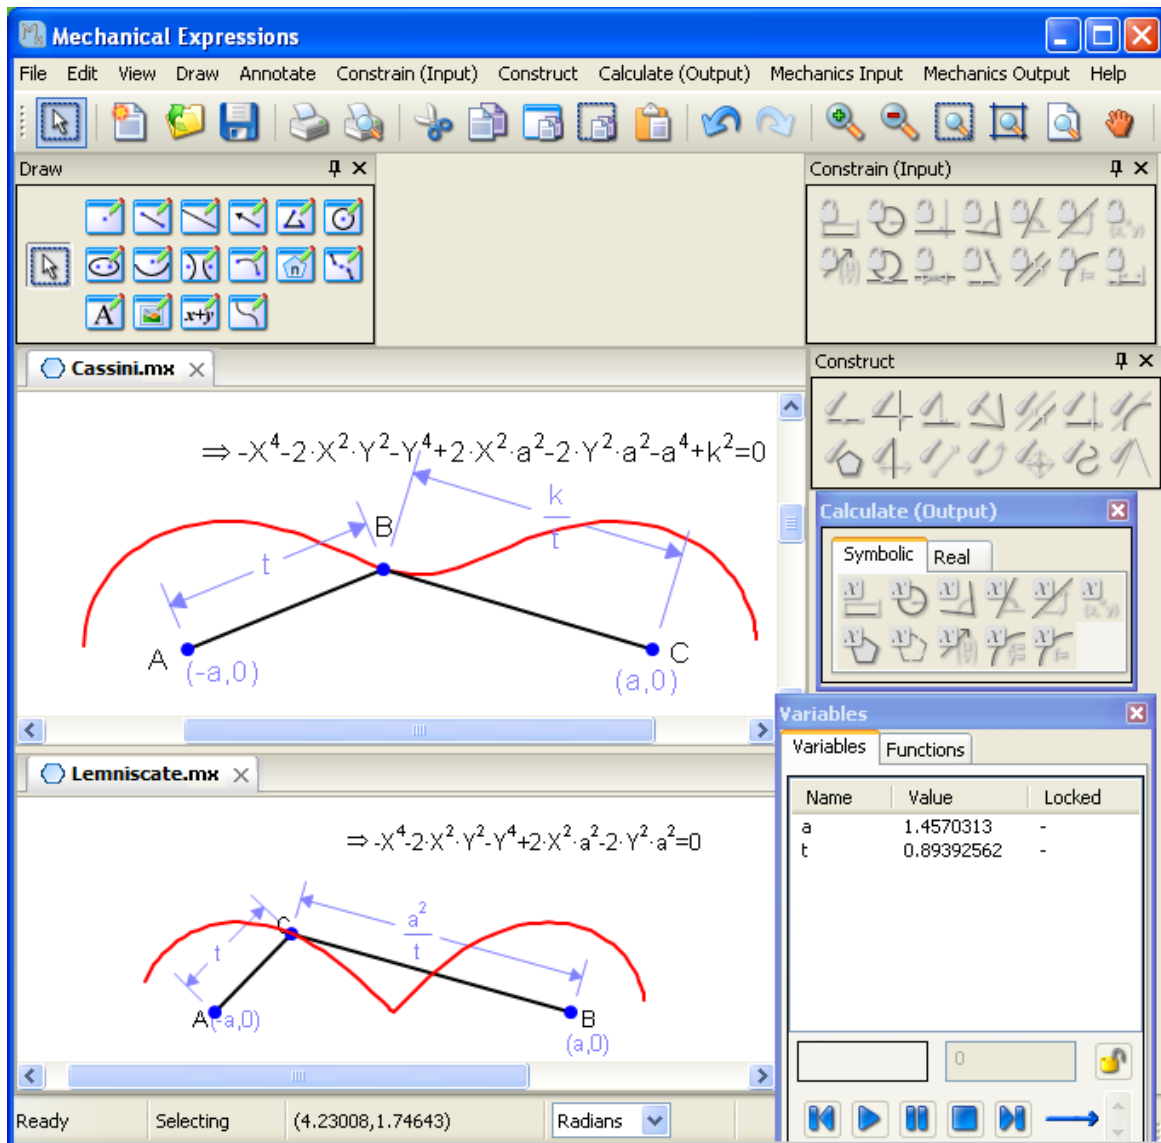 Mechanical Expressions
File Edit View Draw Annotate Constrain (Input) Construct Calculate (Output) Mechanics Input Mechanics Output Help
Draw
Constrain (Input)
A
n
x+y
Cassini.mx
Construct
⇒ -X⁴-2·X²·Y²-Y⁴+2·X²·a²-2·Y²·a²-a⁴+k²=0
k
t
B
t
A
(-a,0)
C
(a,0)
Calculate (Output)
Symbolic Real
Lemniscate.mx
⇒ -X⁴-2·X²·Y²-Y⁴+2·X²·a²-2·Y²·a²=0
a²
t
C
t
A
(-a,0)
B
(a,0)
Variables
Variables Functions
Name Value Locked
a 1.4570313 -
t 0.89392562 -
0
Ready Selecting (4.23008,1.74643) Radians